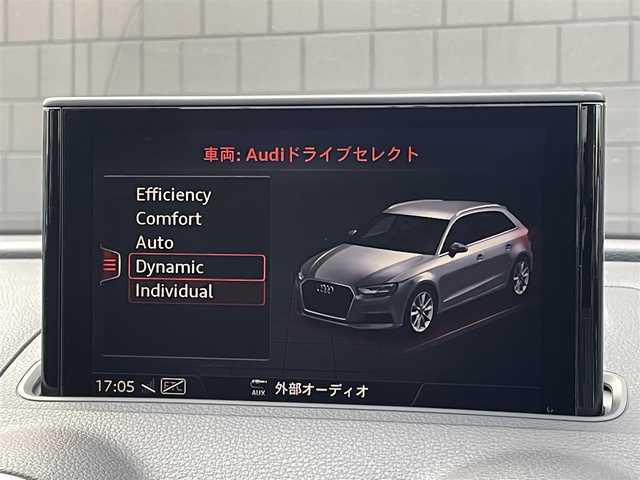 車両: Audiドライブセレクト
Efficiency
Comfort
Auto
Dynamic
Individual
17:05 ETC AUX 外部オーディオ